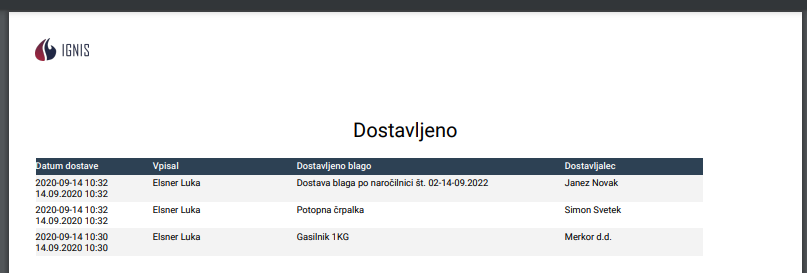 IGNIS
Dostavljeno
Datum dostave Vpisal Dostavljeno blago Dostavljalec
2020-09-14 10:32 Elsner Luka Dostava blaga po naročilnici št. 02-14-09.2022 Janez Novak
14.09.2020 10:32
2020-09-14 10:32 Elsner Luka Potopna črpalka Simon Svetek
14.09.2020 10:32
2020-09-14 10:30 Elsner Luka Gasilnik 1KG Merkor d.d.
14.09.2020 10:30